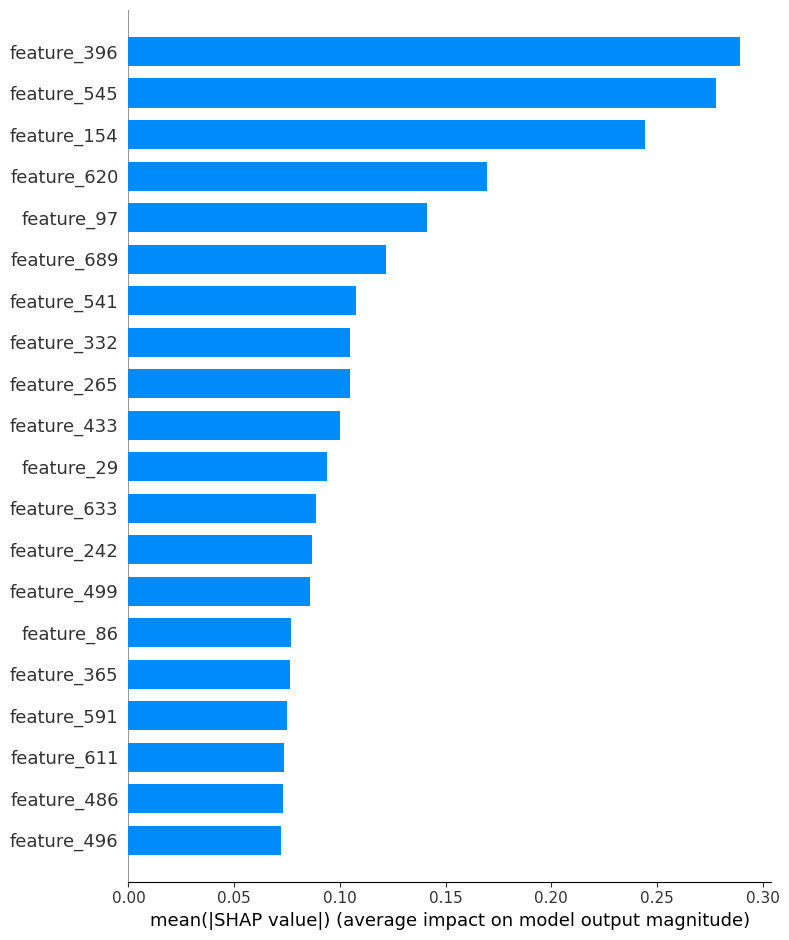 feature_396
feature_545
feature_154
feature_620
feature_97
feature_689
feature_541
feature_332
feature_265
feature_433
feature_29
feature_633
feature_242
feature_499
feature_86
feature_365
feature_591
feature_611
feature_486
feature_496
0.00 0.05 0.10 0.15 0.20 0.25 0.30
mean(|SHAP value|) (average impact on model output magnitude)